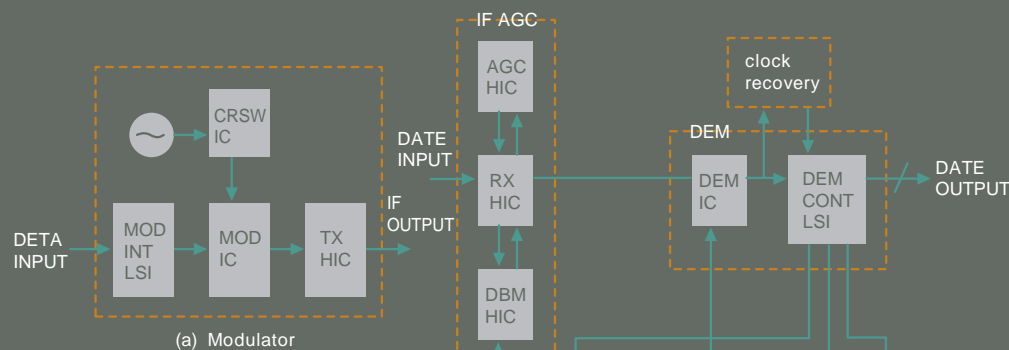 IF AGC
AGC
HIC
clock
recovery
CRSW
IC
DATE
INPUT
RX
HIC
DEM
DEM
IC
DEM
CONT
LSI
DATE
OUTPUT
DETA
INPUT
MOD
INT
LSI
MOD
IC
TX
HIC
IF
OUTPUT
DBM
HIC
(a) Modulator